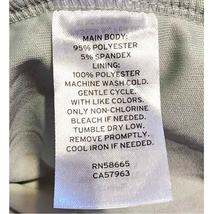 MAIN BODY:
95% POLYESTER
5% SPANDEX
LINING:
100% POLYESTER
MACHINE WASH COLD.
GENTLE CYCLE.
WITH LIKE COLORS.
ONLY NON-CHLORINE
BLEACH IF NEEDED.
TUMBLE DRY LOW.
REMOVE PROMPTLY.
COOL IRON IF NEEDED.
RN58665
CA57963